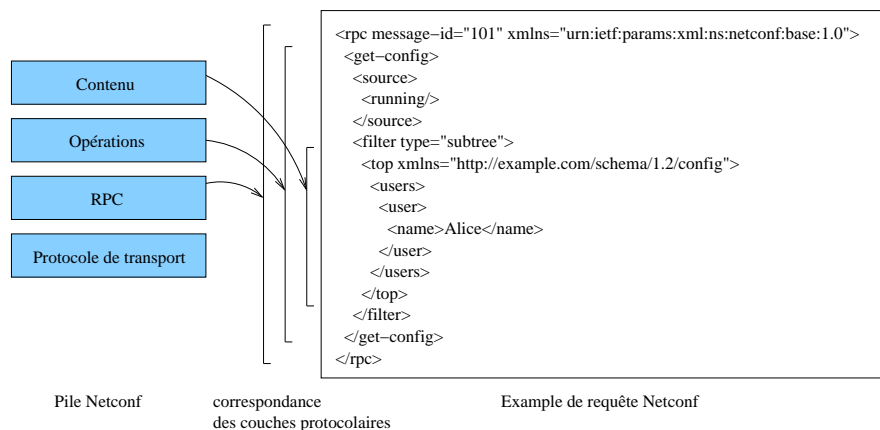 Contenu
Opérations
RPC
Protocole de transport
<rpc message−id="101" xmlns="urn:ietf:params:xml:ns:netconf:base:1.0">
<get−config>
<source>
<running/>
</source>
<filter type="subtree">
<top xmlns="http://example.com/schema/1.2/config">
<users>
<user>
<name>Alice</name>
</user>
</users>
</top>
</filter>
</get−config>
</rpc>
Pile Netconf
correspondance
des couches protocolaires
Example de requête Netconf